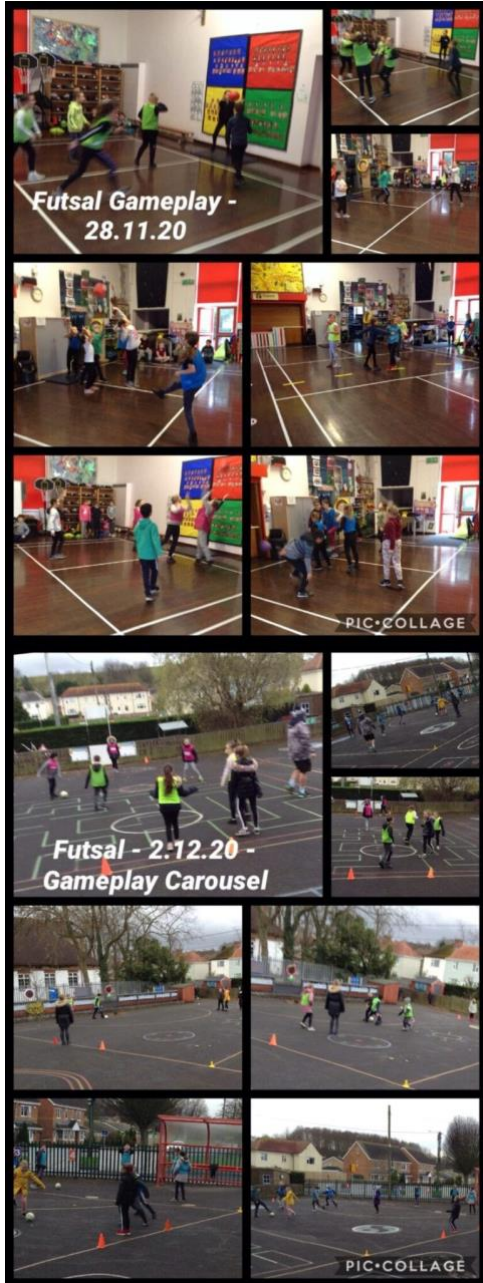 Futsal Gameplay -
28.11.20
PIC•COLLAGE
Futsal - 2.12.20 -
Gameplay Carousel
PIC•COLLAGE